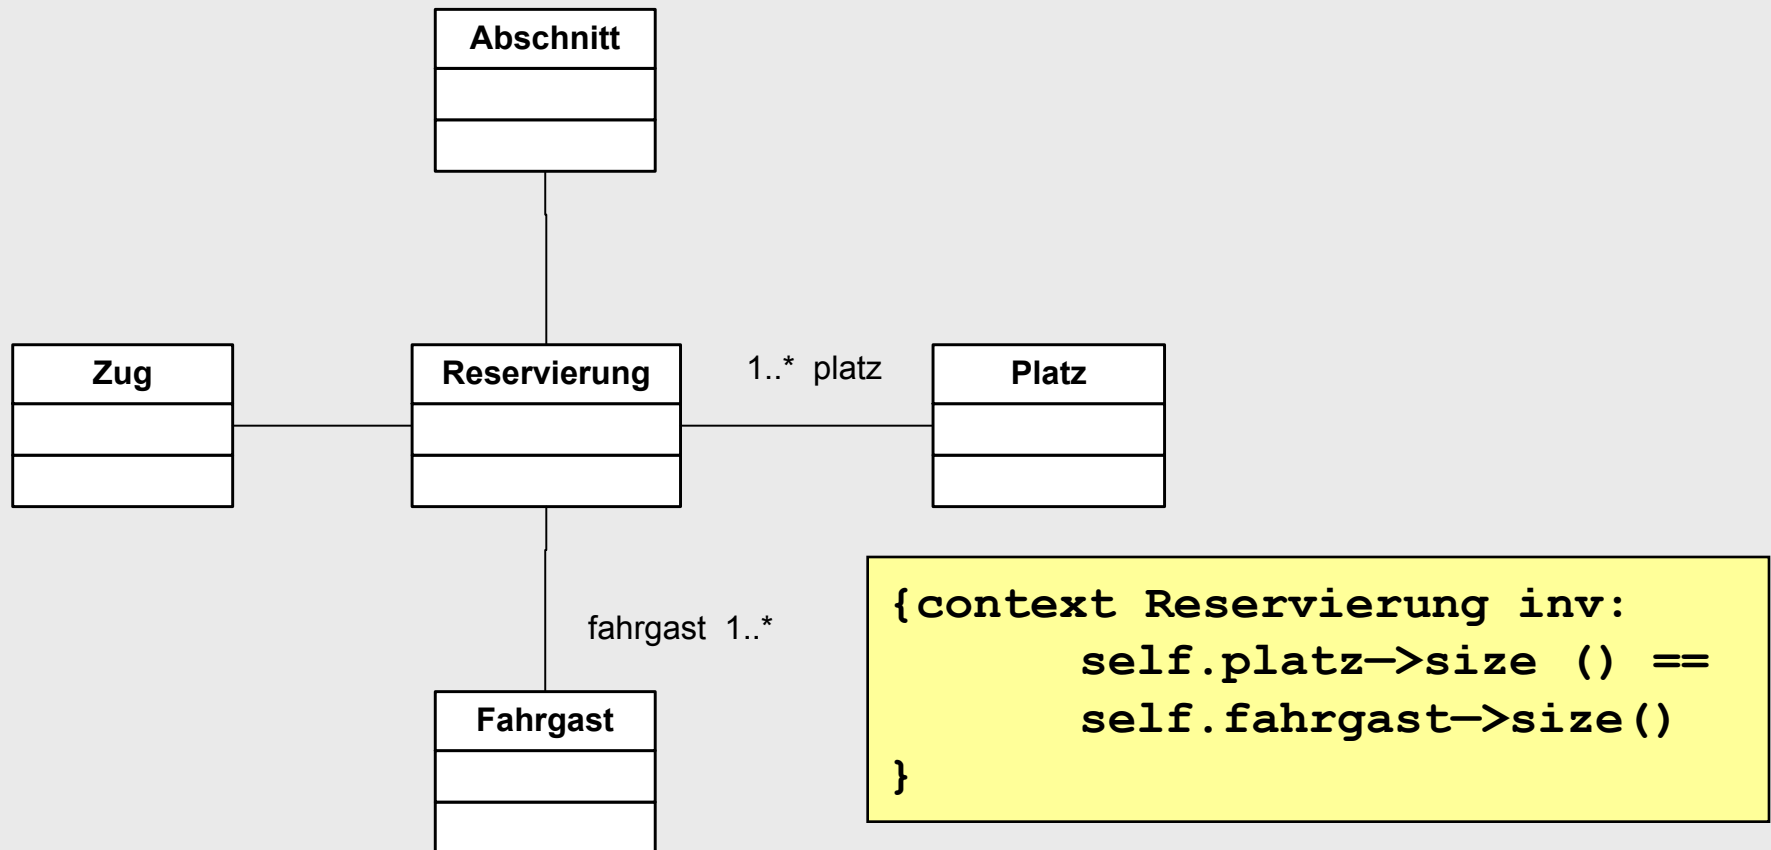 Abschnitt
Zug
Reservierung
1..* platz
Platz
fahrgast 1..*
Fahrgast
{context Reservierung inv:
self.platz—>size () ==
self.fahrgast—>size()
}